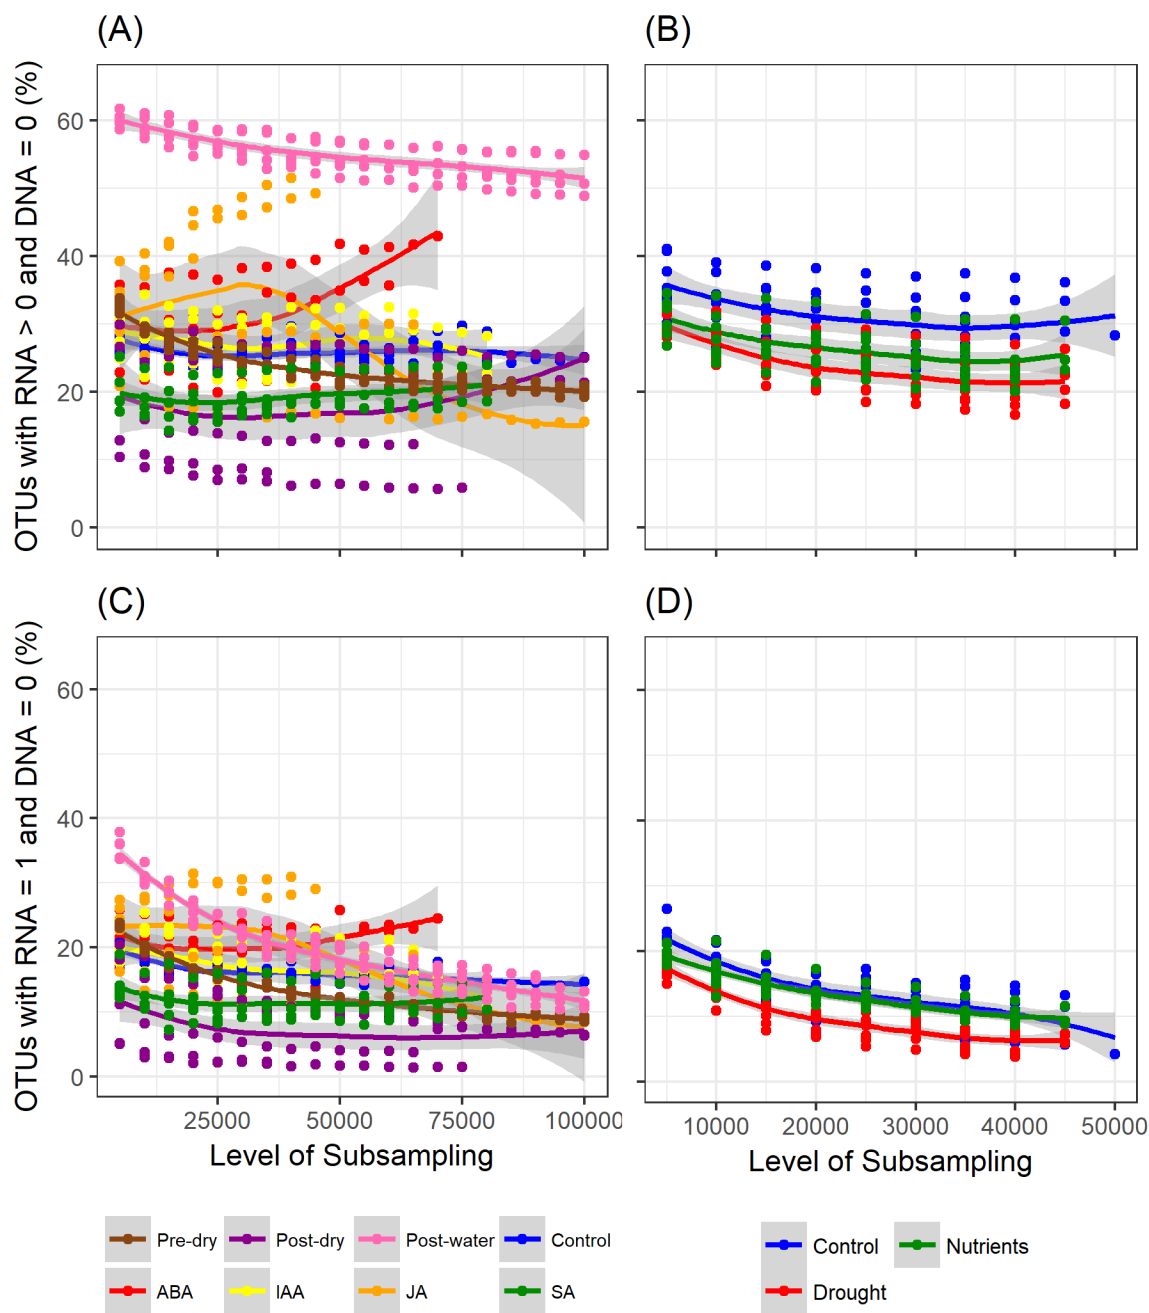 (A)
(B)
OTUs with RNA > 0 and DNA = 0 (%)
60
40
20
0
(C)
(D)
OTUs with RNA = 1 and DNA = 0 (%)
60
40
20
0
25000 50000 75000 100000
10000 20000 30000 40000 50000
Level of Subsampling
Level of Subsampling
Pre-dry Post-dry Post-water Control
ABA IAA JA SA
Control Nutrients
Drought